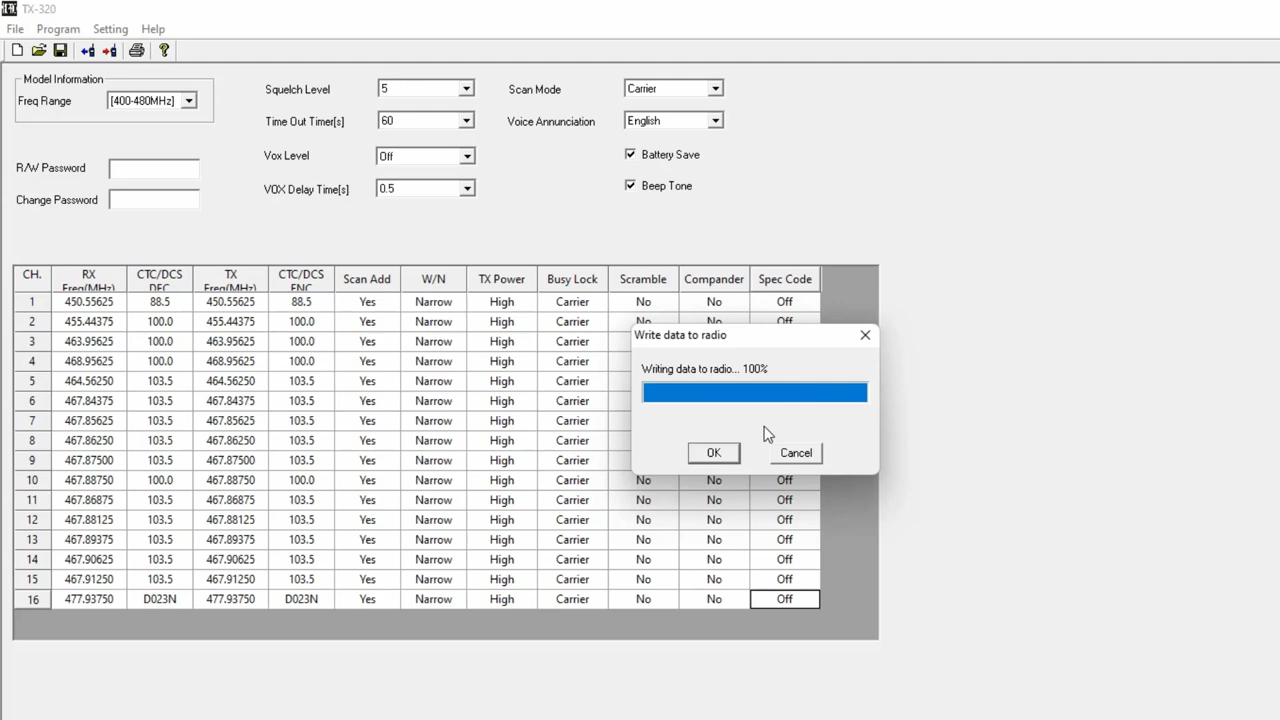 TX-320
File Program Setting Help
Model Information
Freq Range [400-480MHz]
R/W Password
Change Password
Squelch Level 5
Time Out Timer[s] 60
Vox Level Off
VOX Delay Time[s] 0.5
Scan Mode Carrier
Voice Annunciation English
Battery Save
Beep Tone
CH. RX Freq(MHz) CTC/DCS DEC TX Freq(MHz) CTC/DCS ENC Scan Add W/N TX Power Busy Lock Scramble Compander Spec Code
1 450.55625 88.5 450.55625 88.5 Yes Narrow High Carrier No No Off
2 455.44375 100.0 455.44375 100.0 Yes Narrow High Carrier No No Off
3 463.95625 100.0 463.95625 100.0 Yes Narrow High Carrier
4 468.95625 100.0 468.95625 100.0 Yes Narrow High Carrier
5 464.56250 103.5 464.56250 103.5 Yes Narrow High Carrier
6 467.84375 103.5 467.84375 103.5 Yes Narrow High Carrier
7 467.85625 103.5 467.85625 103.5 Yes Narrow High Carrier
8 467.86250 103.5 467.86250 103.5 Yes Narrow High Carrier
9 467.87500 103.5 467.87500 103.5 Yes Narrow High Carrier
10 467.88750 100.0 467.88750 100.0 Yes Narrow High Carrier No No Off
11 467.86875 103.5 467.86875 103.5 Yes Narrow High Carrier No No Off
12 467.88125 103.5 467.88125 103.5 Yes Narrow High Carrier No No Off
13 467.89375 103.5 467.89375 103.5 Yes Narrow High Carrier No No Off
14 467.90625 103.5 467.90625 103.5 Yes Narrow High Carrier No No Off
15 467.91250 103.5 467.91250 103.5 Yes Narrow High Carrier No No Off
16 477.93750 D023N 477.93750 D023N Yes Narrow High Carrier No No Off
Write data to radio
Writing data to radio... 100%
OK Cancel